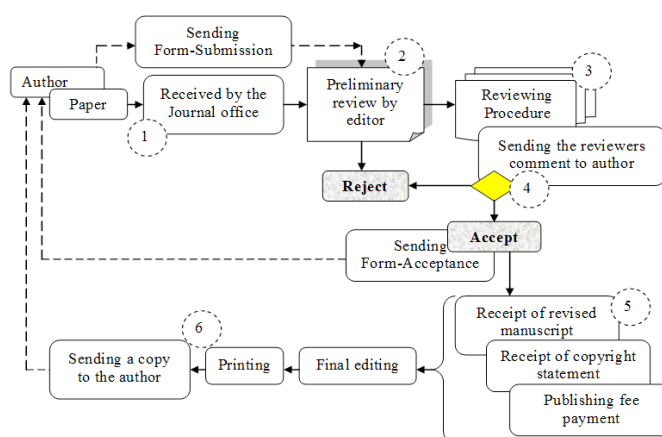 Sending
Form-Submission
2
3
Author
Paper
Received by the
Journal office
1
Preliminary
review by
editor
Reviewing
Procedure
Sending the reviewers
comment to author
Reject
4
Accept
Sending
Form-Acceptance
5
Receipt of revised
manuscript
Receipt of copyright
statement
Publishing fee
payment
6
Sending a copy
to the author
Printing
Final editing